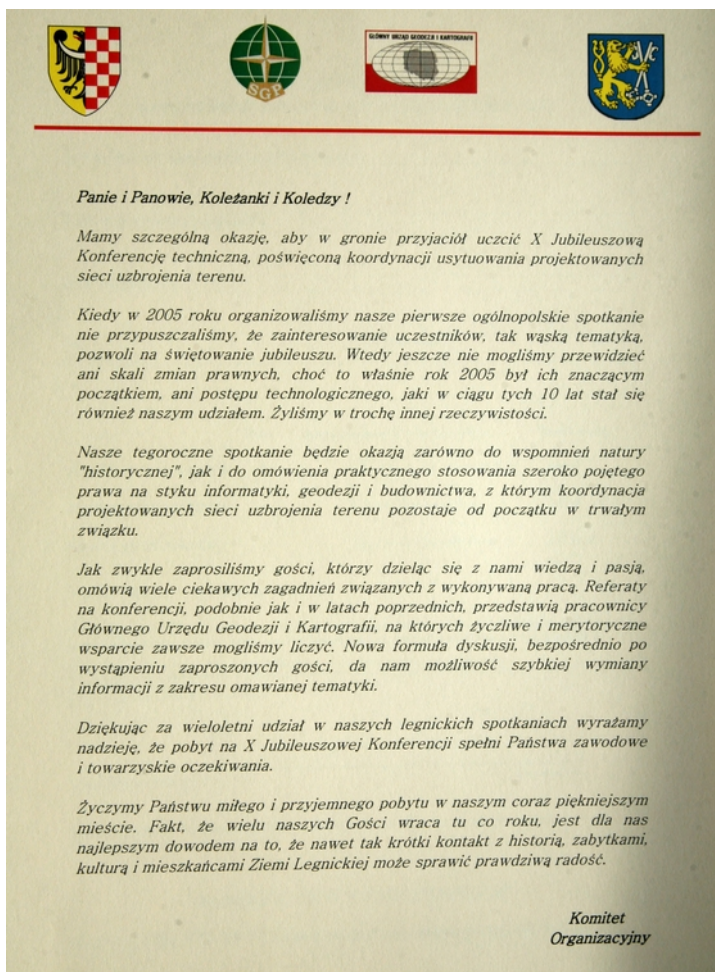 SGP
GŁÓWNY URZĄD GEODEZJI I KARTOGRAFII
Panie i Panowie, Koleżanki i Koledzy !
Mamy szczególną okazję, aby w gronie przyjaciół uczcić X Jubileuszową
Konferencję techniczną, poświęconą koordynacji usytuowania projektowanych
sieci uzbrojenia terenu.
Kiedy w 2005 roku organizowaliśmy nasze pierwsze ogólnopolskie spotkanie
nie przypuszczaliśmy, że zainteresowanie uczestników, tak wąską tematyką,
pozwoli na świętowanie jubileuszu. Wtedy jeszcze nie mogliśmy przewidzieć
ani skali zmian prawnych, choć to właśnie rok 2005 był ich znaczącym
początkiem, ani postępu technologicznego, jaki w ciągu tych 10 lat stał się
również naszym udziałem. Żyliśmy w trochę innej rzeczywistości.
Nasze tegoroczne spotkanie będzie okazją zarówno do wspomnień natury
"historycznej", jak i do omówienia praktycznego stosowania szeroko pojętego
prawa na styku informatyki, geodezji i budownictwa, z którym koordynacja
projektowanych sieci uzbrojenia terenu pozostaje od początku w trwałym
związku.
Jak zwykle zaprosiliśmy gości, którzy dzieląc się z nami wiedzą i pasją,
omówią wiele ciekawych zagadnień związanych z wykonywaną pracą. Referaty
na konferencji, podobnie jak i w latach poprzednich, przedstawią pracownicy
Głównego Urzędu Geodezji i Kartografii, na których życzliwe i merytoryczne
wsparcie zawsze mogliśmy liczyć. Nowa formuła dyskusji, bezpośrednio po
wystąpieniu zaproszonych gości, da nam możliwość szybkiej wymiany
informacji z zakresu omawianej tematyki.
Dziękując za wieloletni udział w naszych legnickich spotkaniach wyrażamy
nadzieję, że pobyt na X Jubileuszowej Konferencji spełni Państwa zawodowe
i towarzyskie oczekiwania.
Życzymy Państwu miłego i przyjemnego pobytu w naszym coraz piękniejszym
mieście. Fakt, że wielu naszych Gości wraca tu co roku, jest dla nas
najlepszym dowodem na to, że nawet tak krótki kontakt z historią, zabytkami,
kulturą i mieszkańcami Ziemi Legnickiej może sprawić prawdziwą radość.
Komitet
Organizacyjny